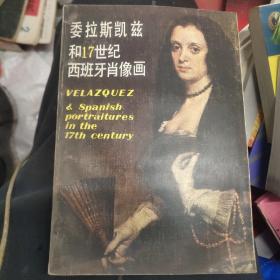 委拉斯凯兹
和17世纪
西班牙肖像画
VELAZQUEZ
& Spanish
portraitures
in the
17th century